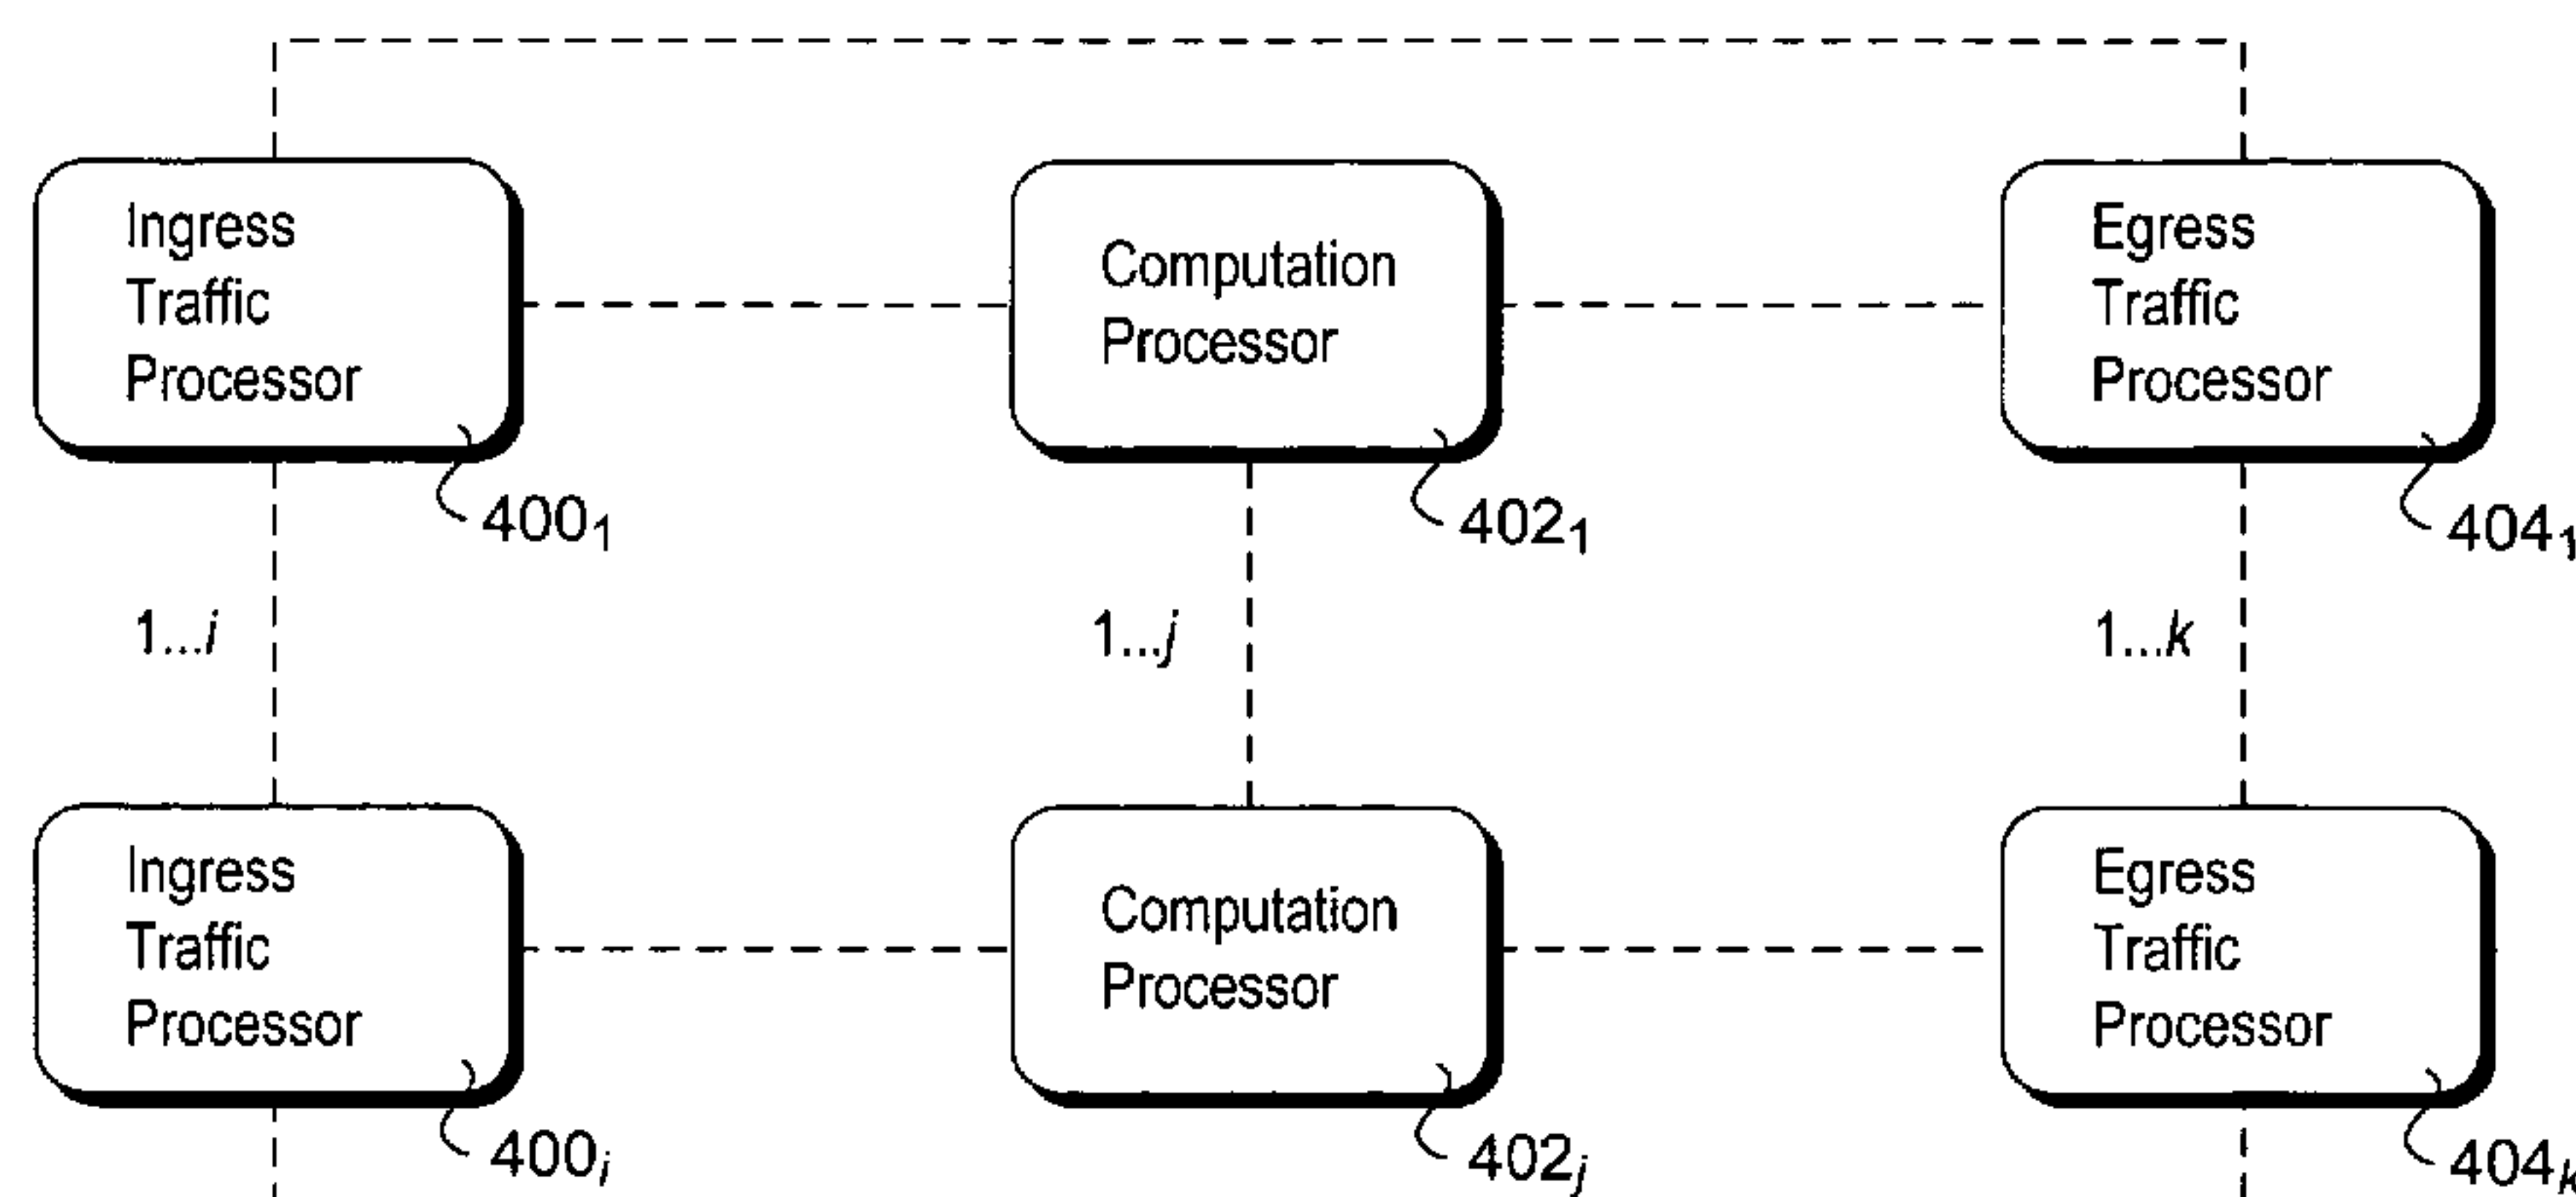 Ingress
Traffic
Processor
400₁
Computation
Processor
402₁
Egress
Traffic
Processor
404₁
1...i
1...j
1...k
Ingress
Traffic
Processor
400ᵢ
Computation
Processor
402ⱼ
Egress
Traffic
Processor
404ₖ